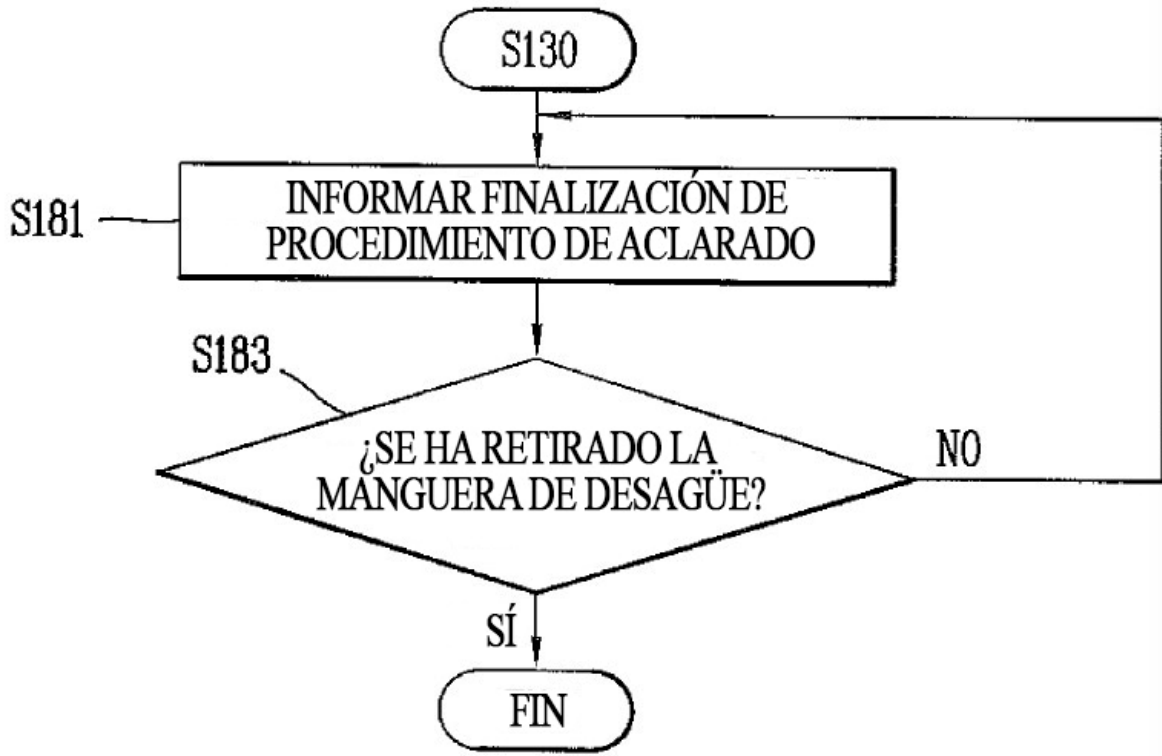 S130
S181
INFORMAR FINALIZACIÓN DE
PROCEDIMIENTO DE ACLARADO
S183
¿SE HA RETIRADO LA
MANGUERA DE DESAGÜE?
NO
SÍ
FIN